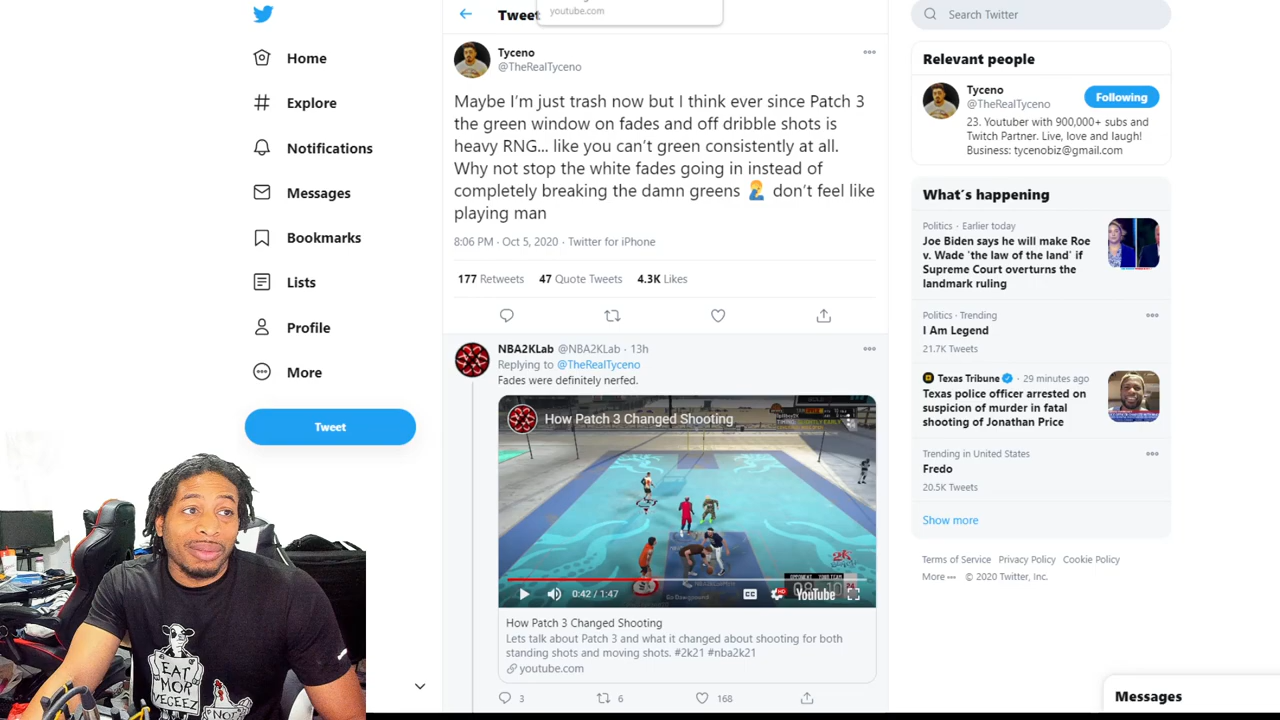 Home
Explore
Notifications
Messages
Bookmarks
Lists
Profile
More
Tweet
Tweet
youtube.com
Tyceno
@TheRealTyceno
Maybe I'm just trash now but I think ever since Patch 3
the green window on fades and off dribble shots is
heavy RNG... like you can't green consistently at all.
Why not stop the white fades going in instead of
completely breaking the damn greens 🤦‍♂️ don't feel like
playing man
8:06 PM · Oct 5, 2020 · Twitter for iPhone
177 Retweets 47 Quote Tweets 4.3K Likes
NBA2KLab @NBA2KLab · 13h
Replying to @TheRealTyceno
Fades were definitely nerfed.
How Patch 3 Changed Shooting
0:42 / 1:47
CC
HD
YouTube
How Patch 3 Changed Shooting
Lets talk about Patch 3 and what it changed about shooting for both
standing shots and moving shots. #2k21 #nba2k21
youtube.com
3 6 168
Search Twitter
Relevant people
Tyceno
@TheRealTyceno
Following
23. Youtuber with 900,000+ subs and
Twitch Partner. Live, love and laugh!
Business: tycenobiz@gmail.com
What's happening
Politics · Earlier today
Joe Biden says he will make Roe
v. Wade 'the law of the land' if
Supreme Court overturns the
landmark ruling
Politics · Trending
I Am Legend
21.7K Tweets
Texas Tribune · 29 minutes ago
Texas police officer arrested on
suspicion of murder in fatal
shooting of Jonathan Price
Trending in United States
Fredo
20.5K Tweets
Show more
Terms of Service Privacy Policy Cookie Policy
More ··· © 2020 Twitter, Inc.
Messages
EAT
MOR
VEGEEZ